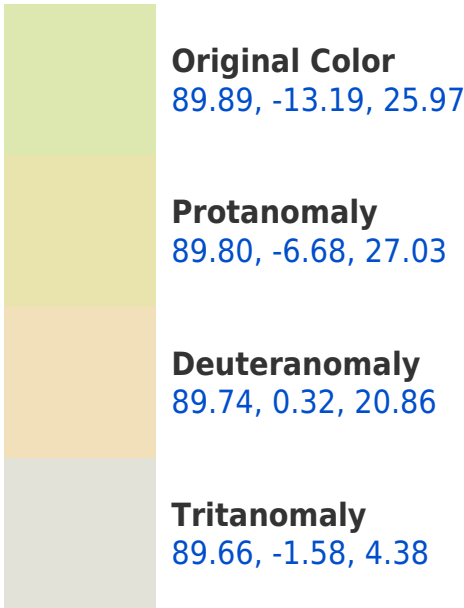 Original Color
89.89, -13.19, 25.97
Protanomaly
89.80, -6.68, 27.03
Deuteranomaly
89.74, 0.32, 20.86
Tritanomaly
89.66, -1.58, 4.38